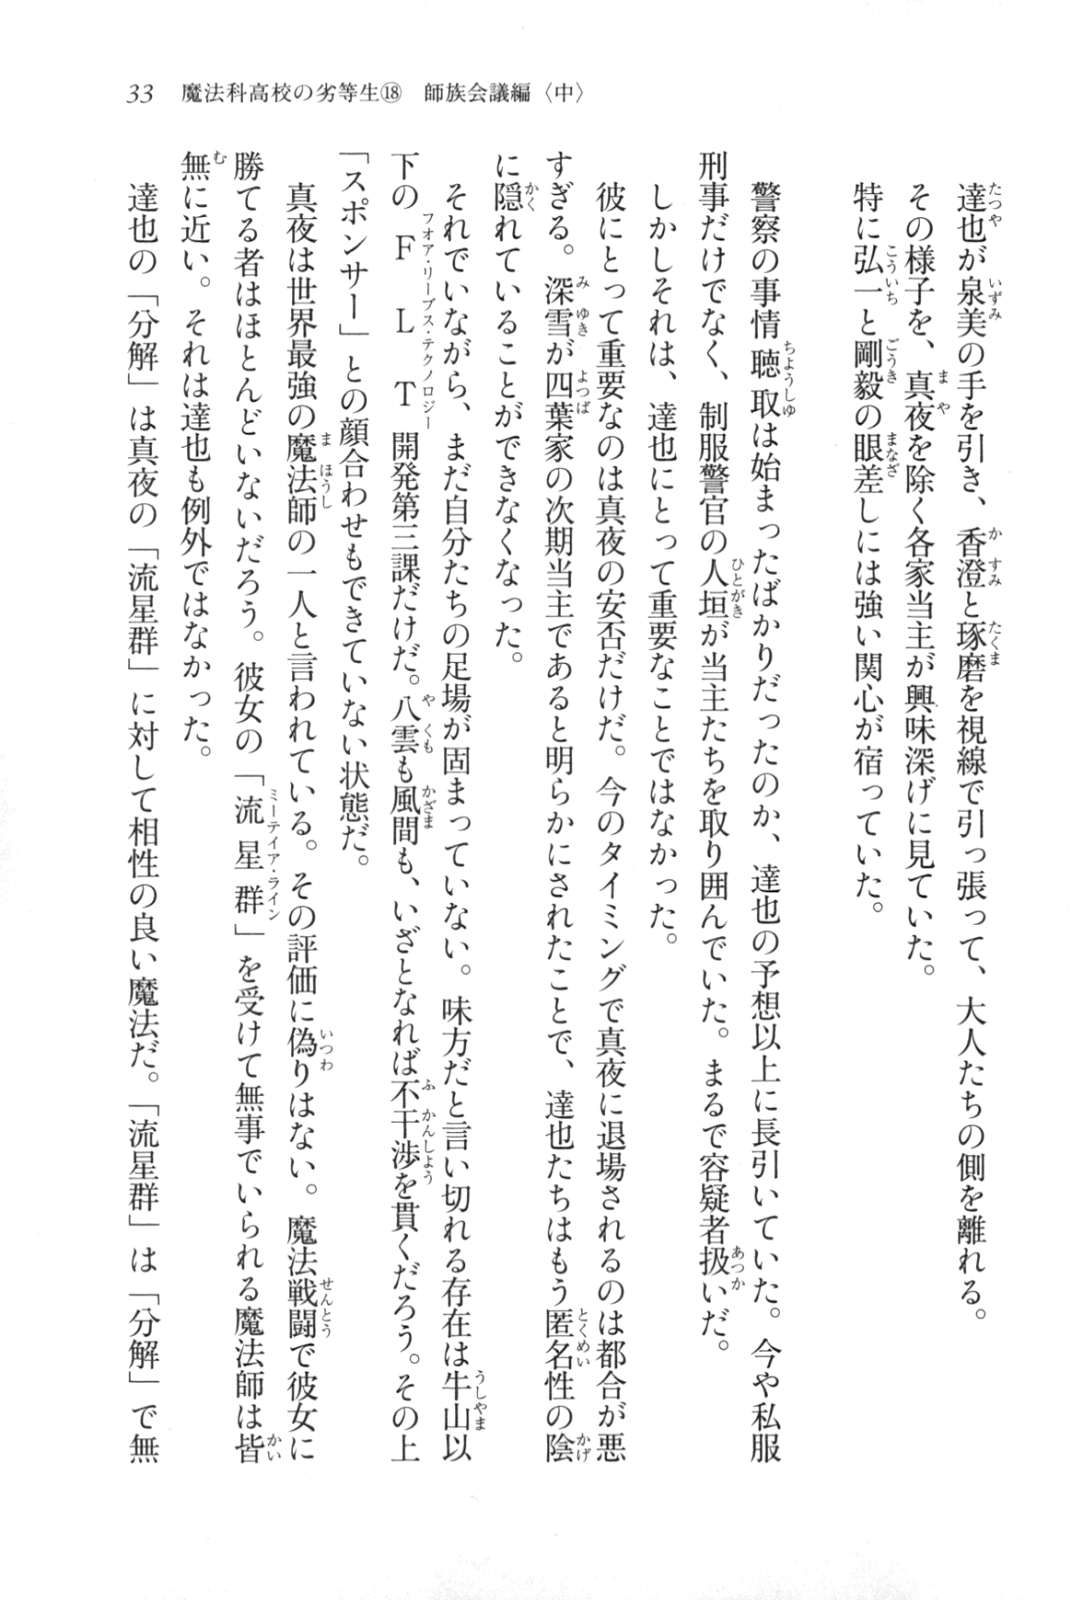 33　魔法科高校の劣等生⑱　師族会議編〈中〉
達也が泉美の手を引き、香澄と琢磨を視線で引っ張って、大人たちの側を離れる。
その様子を、真夜を除く各家当主が興味深げに見ていた。
特に弘一と剛毅の眼差しには強い関心が宿っていた。
警察の事情聴取は始まったばかりだったのか、達也の予想以上に長引いていた。今や私服
刑事だけでなく、制服警官の人垣が当主たちを取り囲んでいた。まるで容疑者扱いだ。
しかしそれは、達也にとって重要なことではなかった。
彼にとって重要なのは真夜の安否だけだ。今のタイミングで真夜に退場されるのは都合が悪
すぎる。深雪が四葉家の次期当主であると明らかにされたことで、達也たちはもう匿名性の陰
に隠れていることができなくなった。
それでいながら、まだ自分たちの足場が固まっていない。味方だと言い切れる存在は牛山以
下のＦＬＴ開発第三課だけだ。八雲も風間も、いざとなれば不干渉を貫くだろう。その上
「スポンサー」との顔合わせもできていない状態だ。
真夜は世界最強の魔法師の一人と言われている。その評価に偽りはない。魔法戦闘で彼女に
勝てる者はほとんどいないだろう。彼女の「流星群」を受けて無事でいられる魔法師は皆
無に近い。それは達也も例外ではなかった。
達也の「分解」は真夜の「流星群」に対して相性の良い魔法だ。「流星群」は「分解」で無